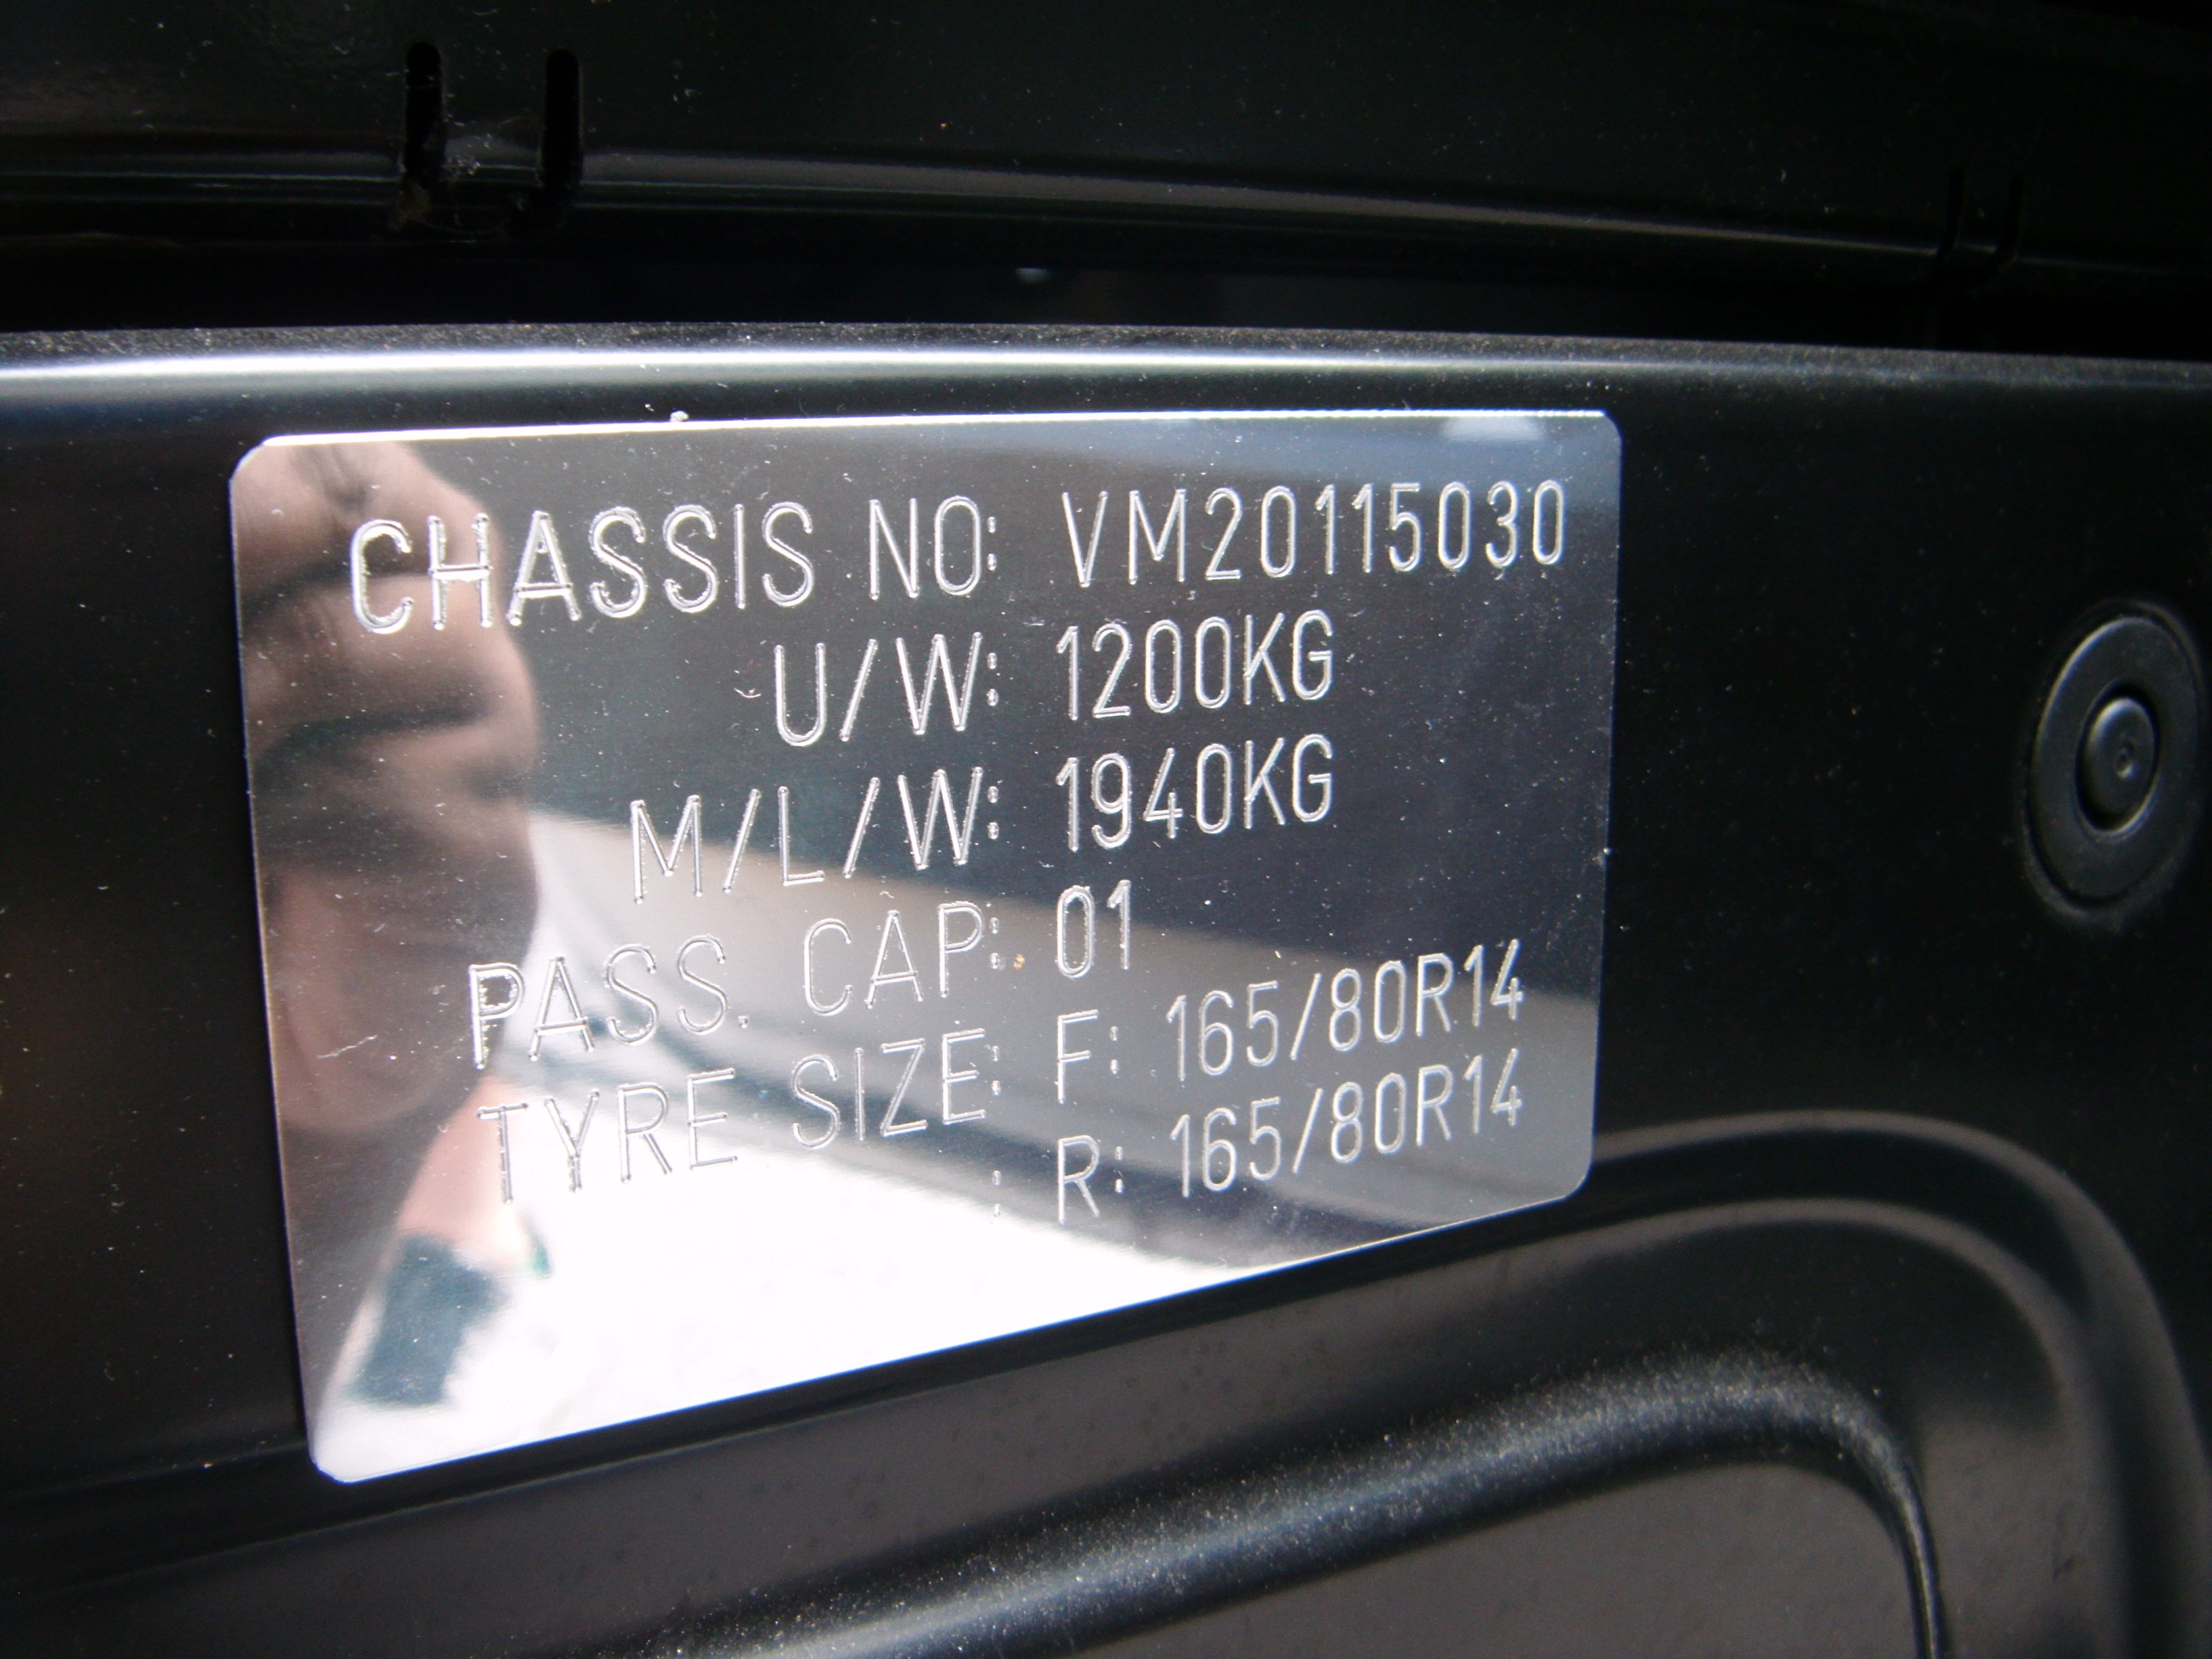 CHASSIS NO: VM20115030
U/W: 1200KG
M/L/W: 1940KG
PASS. CAP: 01
TYRE SIZE: F: 165/80R14
: R: 165/80R14